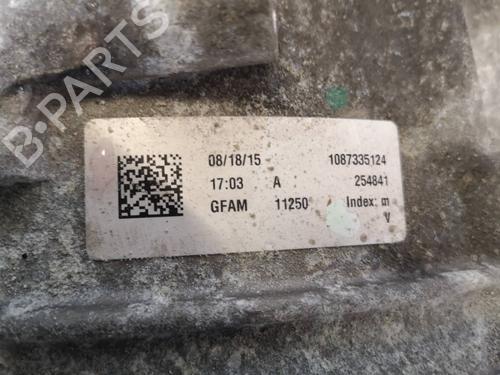 B-PARTS
08/18/15 1087335124
17:03 A 254841
GFAM 11250 Index: m
V